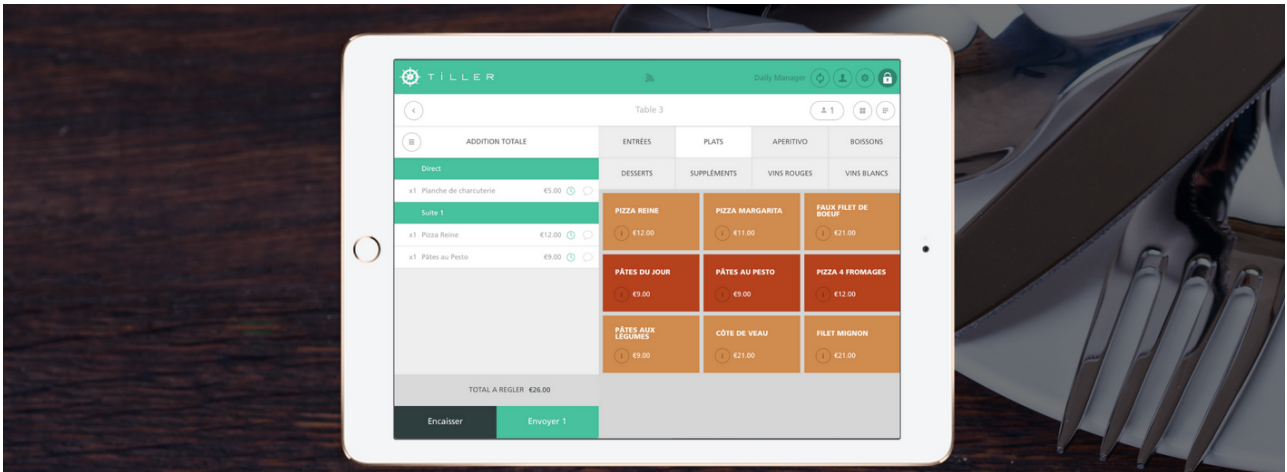 TiLLER
Daily Manager
Table 3
1
ADDITION TOTALE
ENTRÉES
PLATS
APERITIVO
BOISSONS
DESSERTS
SUPPLÉMENTS
VINS ROUGES
VINS BLANCS
Direct
x1 Planche de charcuterie €5.00
Suite 1
x1 Pizza Reine €12.00
x1 Pâtes au Pesto €9.00
TOTAL A REGLER €26.00
Encaisser
Envoyer 1
PIZZA REINE
i €12.00
PIZZA MARGARITA
i €11.00
FAUX FILET DE
BOEUF
i €21.00
PÂTES DU JOUR
i €9.00
PÂTES AU PESTO
i €9.00
PIZZA 4 FROMAGES
i €12.00
PÂTES AUX
LÉGUMES
i €9.00
CÔTE DE VEAU
i €21.00
FILET MIGNON
i €21.00